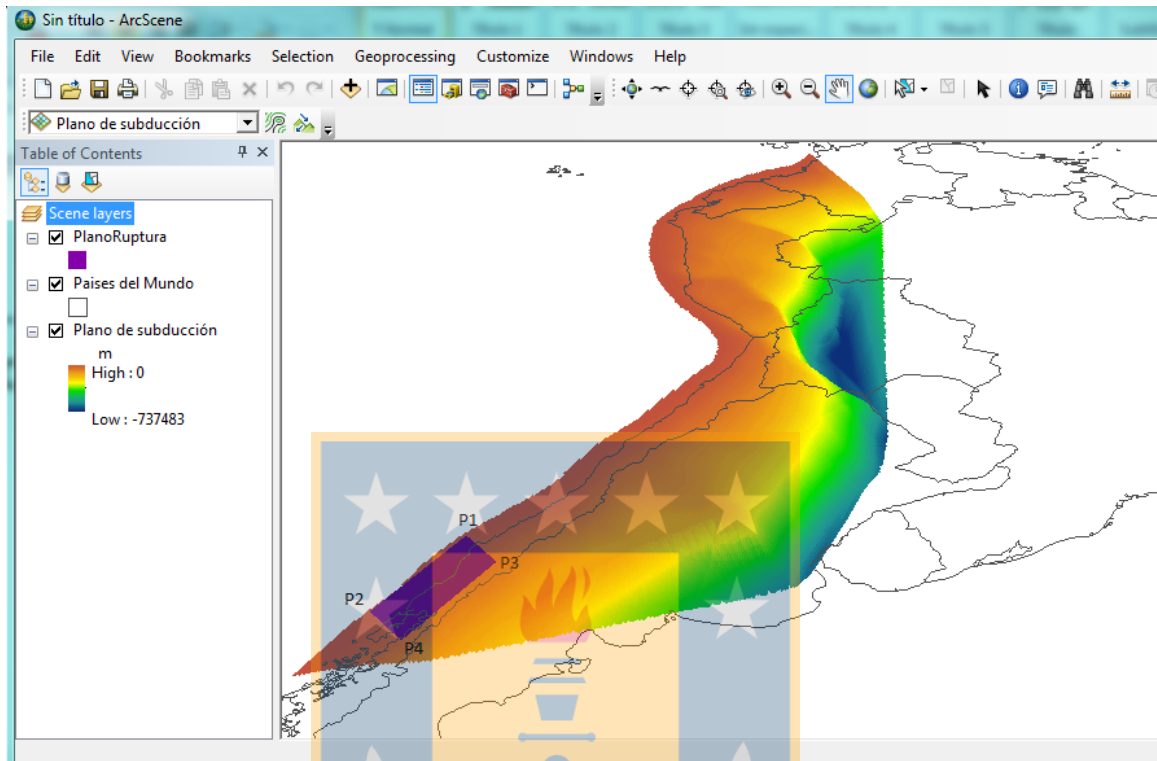 Sin título - ArcScene
File Edit View Bookmarks Selection Geoprocessing Customize Windows Help
Plano de subducción
Table of Contents
Scene layers
PlanoRuptura
Paises del Mundo
Plano de subducción
m
High : 0
Low : -737483
P1
P3
P2
P4